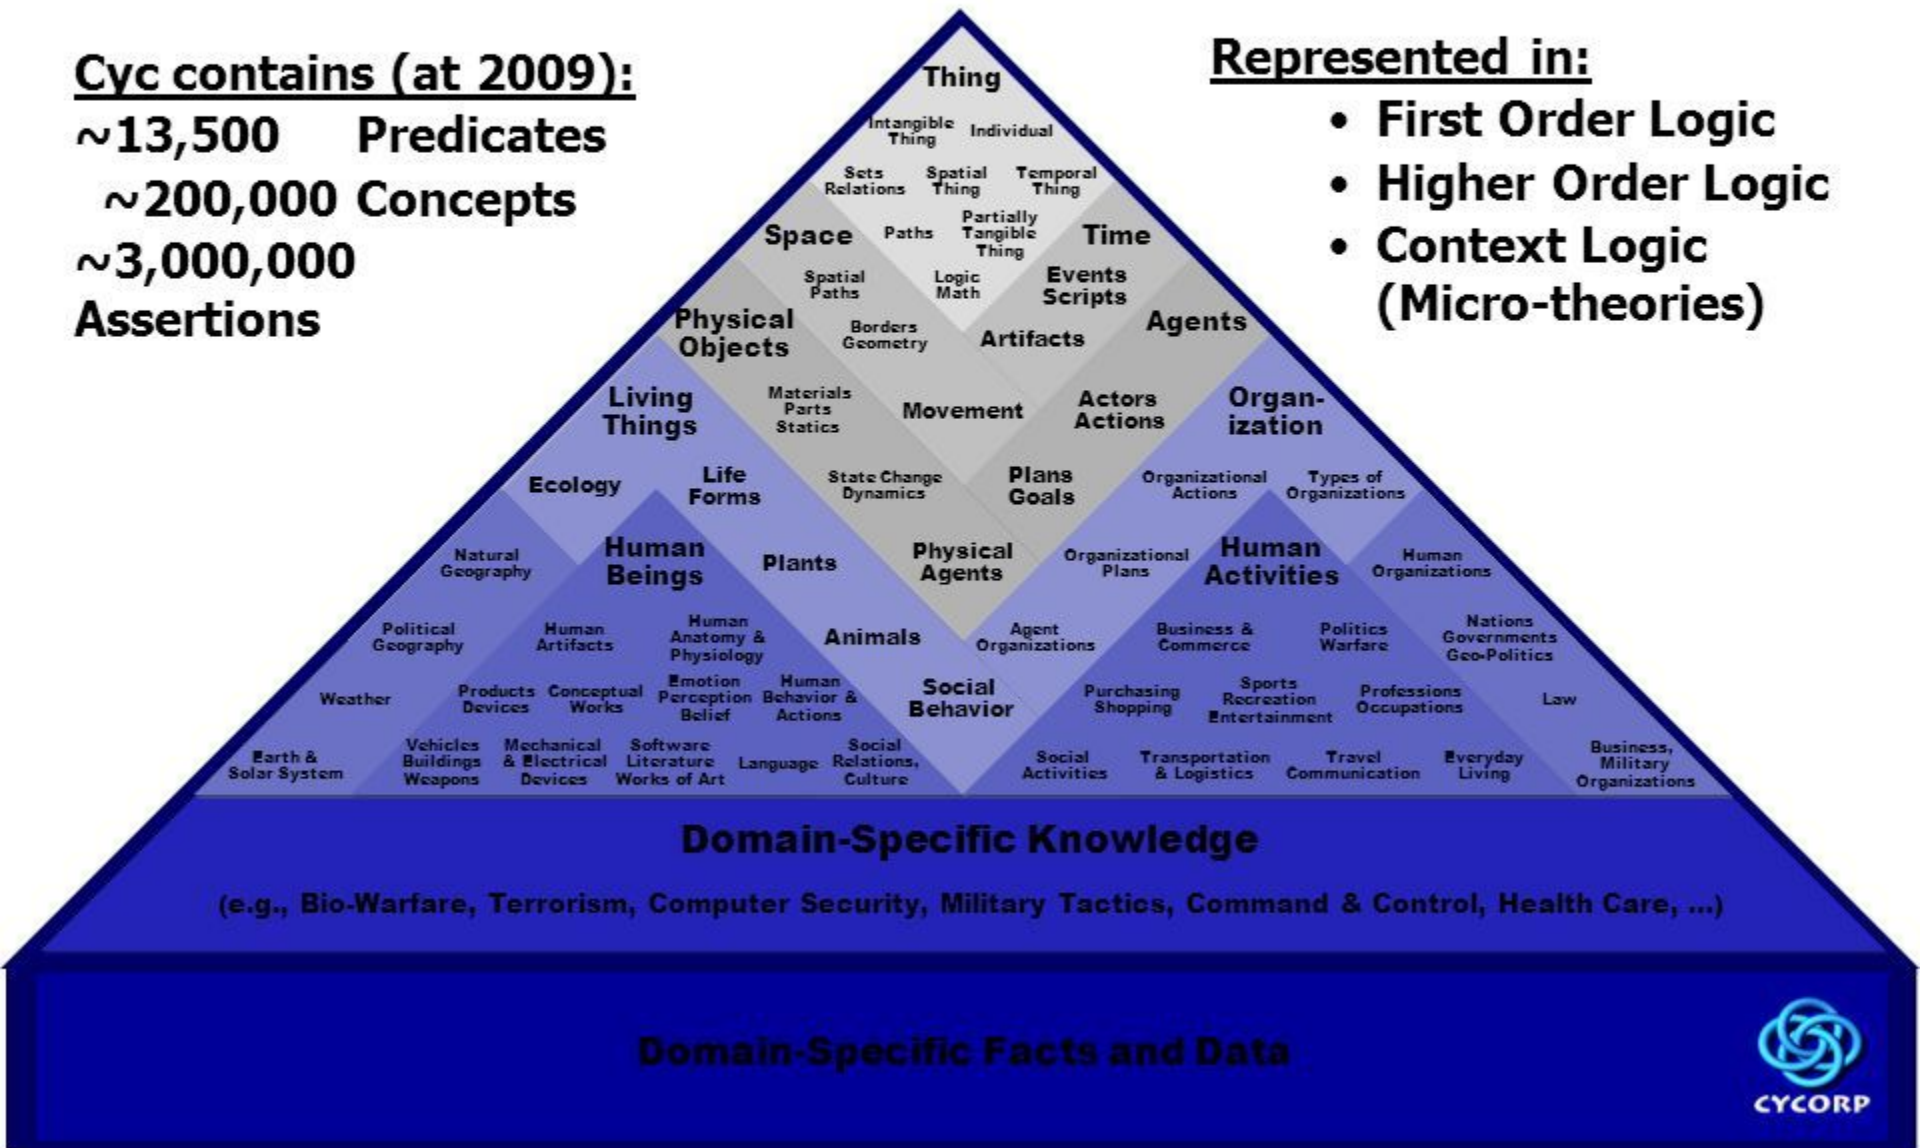 Cyc contains (at 2009):
~13,500 Predicates
~200,000 Concepts
~3,000,000
Assertions
Represented in:
• First Order Logic
• Higher Order Logic
• Context Logic
(Micro-theories)
Thing
Intangible
Thing
Individual
Sets
Relations
Spatial
Thing
Temporal
Thing
Space
Paths
Partially
Tangible
Thing
Time
Spatial
Paths
Logic
Math
Events
Scripts
Physical
Objects
Borders
Geometry
Artifacts
Agents
Living
Things
Materials
Parts
Statics
Movement
Actors
Actions
Organ-
ization
Ecology
Life
Forms
State Change
Dynamics
Plans
Goals
Organizational
Actions
Types of
Organizations
Natural
Geography
Human
Beings
Plants
Physical
Agents
Organizational
Plans
Human
Activities
Human
Organizations
Political
Geography
Human
Artifacts
Human
Anatomy &
Physiology
Animals
Agent
Organizations
Business &
Commerce
Politics
Warfare
Nations
Governments
Geo-Politics
Weather
Products
Devices
Conceptual
Works
Emotion
Perception
Belief
Human
Behavior &
Actions
Social
Behavior
Purchasing
Shopping
Sports
Recreation
Entertainment
Professions
Occupations
Law
Earth &
Solar System
Vehicles
Buildings
Weapons
Mechanical
& Electrical
Devices
Software
Literature
Works of Art
Language
Social
Relations,
Culture
Social
Activities
Transportation
& Logistics
Travel
Communication
Everyday
Living
Business,
Military
Organizations
Domain-Specific Knowledge
(e.g., Bio-Warfare, Terrorism, Computer Security, Military Tactics, Command & Control, Health Care, ...)
Domain-Specific Facts and Data
CYCORP